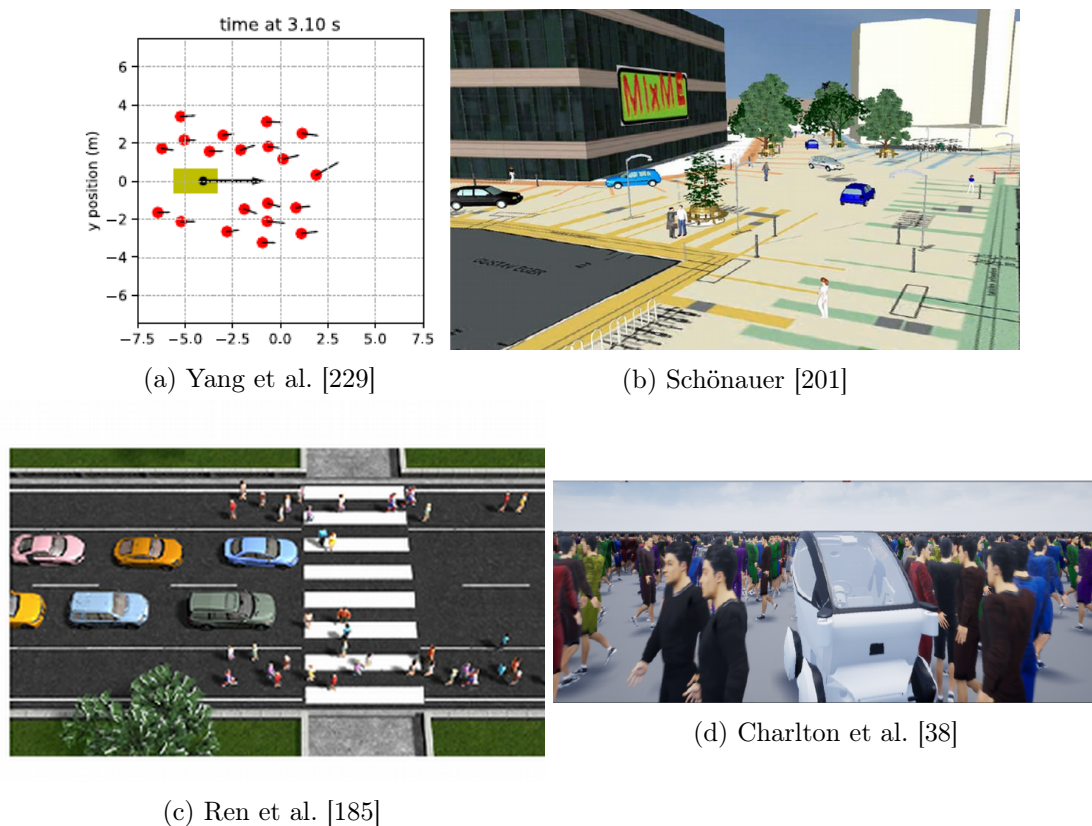 time at 3.10 s
6
4
2
0
−2
−4
−6
y position (m)
−7.5 −5.0 −2.5 0.0 2.5 5.0 7.5
(a) Yang et al. [229]
MIxME
GUSTAV EGER
(b) Schönauer [201]
(c) Ren et al. [185]
(d) Charlton et al. [38]